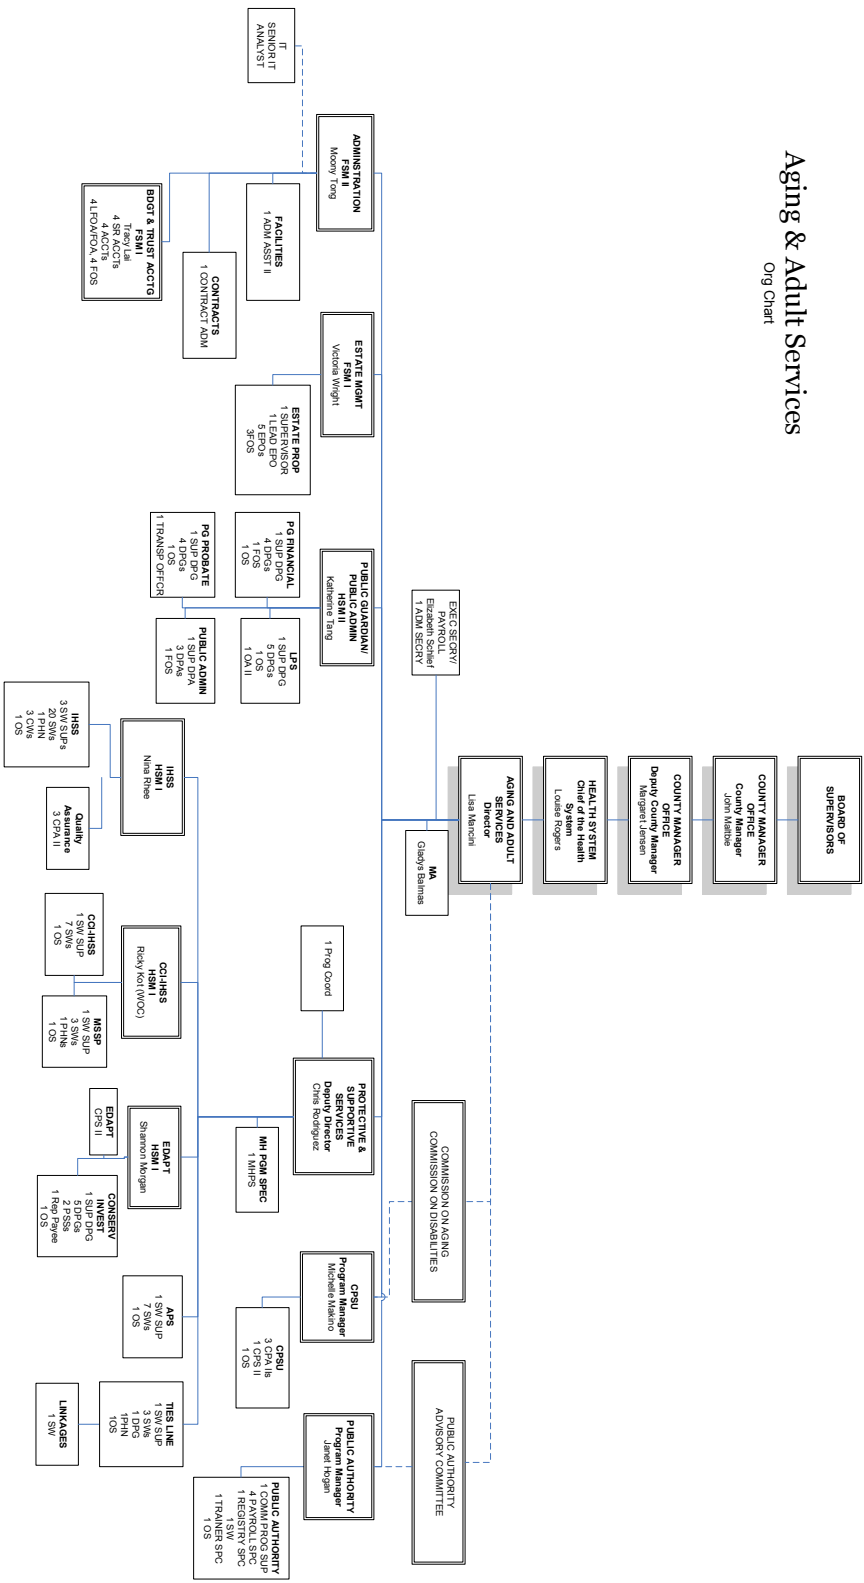 Aging & Adult Services
Org Chart
BOARD OF
SUPERVISORS
COUNTY MANAGER
OFFICE
County Manager
John Maltbie
COUNTY MANAGER
OFFICE
Deputy County Manager
Margaret Jensen
HEALTH SYSTEM
Chief of the Health
System
Louise Rogers
AGING AND ADULT
SERVICES
Director
Lisa Mancini
EXEC SECRY/
PAYROLL
Elizabeth Schlief
1 ADM SECRY
MA
Gladys Balmas
COMMISSION ON AGING
COMMISSION ON DISABILITIES
PUBLIC AUTHORITY
ADVISORY COMMITTEE
ADMINSTRATION
FSM II
Moony Tong
IT
SENIOR IT
ANALYST
FACILITIES
1 ADM ASST II
CONTRACTS
1 CONTRACT ADM
BDGT & TRUST ACCTG
FSM I
Tracy Lai
4 SR ACCTs
4 ACCTs
4 LFOA/FOA, 4 FOS
ESTATE MGMT
FSM I
Victoria Wright
ESTATE PROP
1 SUPERVISOR
1 LEAD EPO
5 EPOs
3FOS
PUBLIC GUARDIAN/
PUBLIC ADMIN
HSM II
Katherine Tang
PG FINANCIAL
1 SUP DPG
4 DPGs
1 FOS
1 OS
LPS
1 SUP DPG
5 DPGs
1 OS
1 OA II
PG PROBATE
1 SUP DPG
4 DPGs
1 OS
1 TRANSP OFFCR
PUBLIC ADMIN
1 SUP DPA
3 DPAs
1 FOS
PROTECTIVE &
SUPPORTIVE
SERVICES
Deputy Director
Chris Rodriguez
1 Prog Coord
MH PGM SPEC
1 MHPS
CPSU
Program Manager
Michelle Makino
CPSU
3 CPA IIs
1 CPS II
1 OS
PUBLIC AUTHORITY
Program Manager
Janet Hogan
PUBLIC AUTHORITY
1 COMM PROG SUP
4 PAYROLL SPC
1 REGISTRY SPC
1 SW
1 TRAINER SPC
1 OS
IHSS
HSM I
Nina Rhee
IHSS
3 SW SUPs
20 SWs
1 PHN
3 CWs
1 OS
Quality
Assurance
3 CPA II
CCI-IHSS
HSM I
Ricky Kot (WOC)
CCI-IHSS
1 SW SUP
7 SWs
1 OS
MSSP
1 SW SUP
3 SWs
1 PHNs
1 OS
EDAPT
HSM I
Shannon Morgan
EDAPT
CPS II
CONSERV
INVEST
1 SUP DPG
5 DPGs
2 PSSs
1 Rep Payee
1 OS
APS
1 SW SUP
7 SWs
1 OS
TIES LINE
1 SW SUP
3 SWs
1 DPG
1PHN
1OS
LINKAGES
1 SW